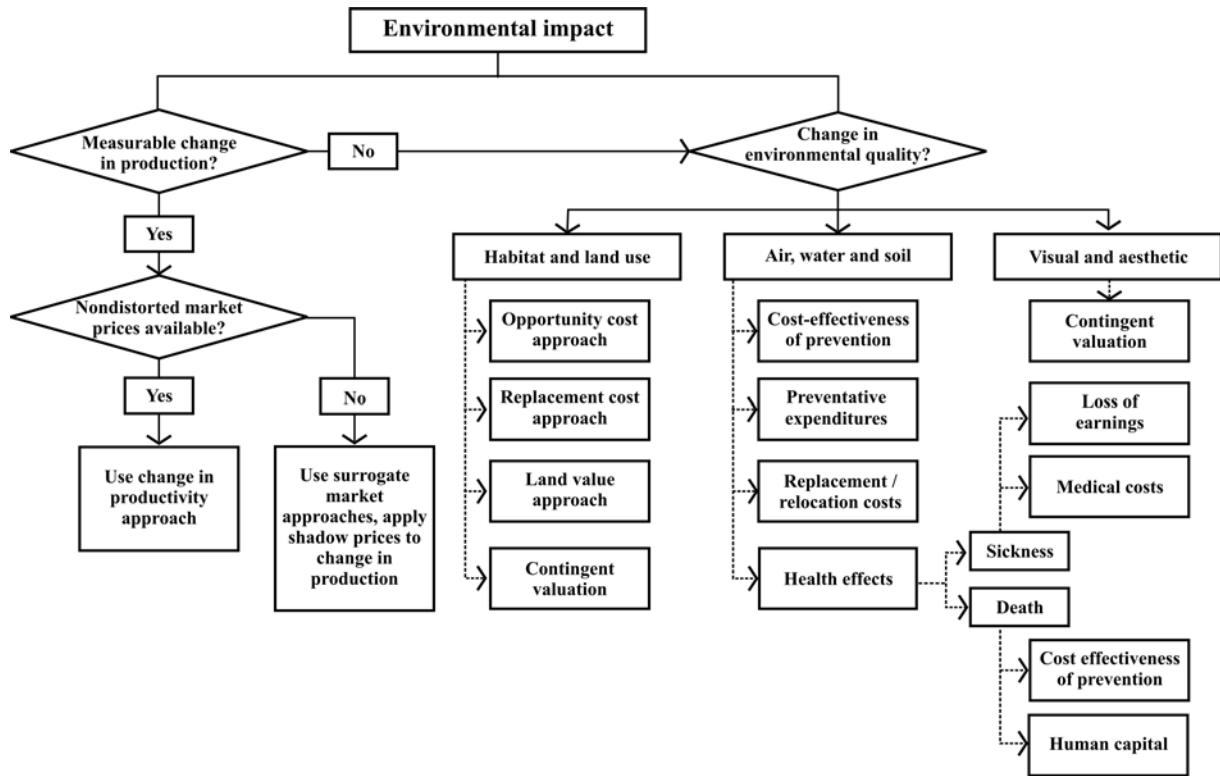 Environmental impact
Measurable change
in production?
No
Change in
environmental quality?
Yes
Habitat and land use
Air, water and soil
Visual and aesthetic
Nondistorted market
prices available?
Opportunity cost
approach
Cost-effectiveness
of prevention
Contingent
valuation
Yes
No
Replacement cost
approach
Preventative
expenditures
Loss of
earnings
Use change in
productivity
approach
Use surrogate
market
approaches, apply
shadow prices to
change in
production
Land value
approach
Replacement /
relocation costs
Medical costs
Sickness
Contingent
valuation
Health effects
Death
Cost effectiveness
of prevention
Human capital